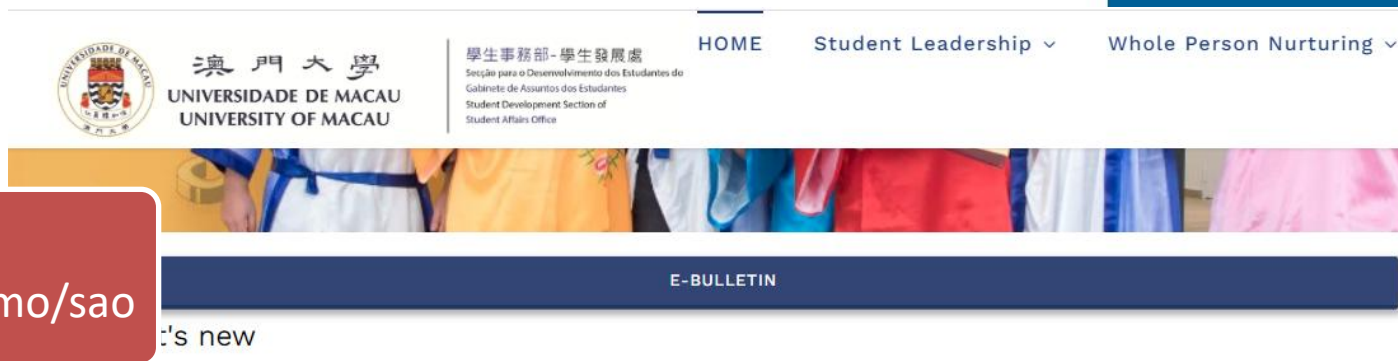 HOME
Student Leadership
Whole Person Nurturing
澳門大學
UNIVERSIDADE DE MACAU
UNIVERSITY OF MACAU
學生事務部-學生發展處
Secção para o Desenvolvimento dos Estudantes do
Gabinete de Assuntos dos Estudantes
Student Development Section of
Student Affairs Office
E-BULLETIN
mo/sao
t's new